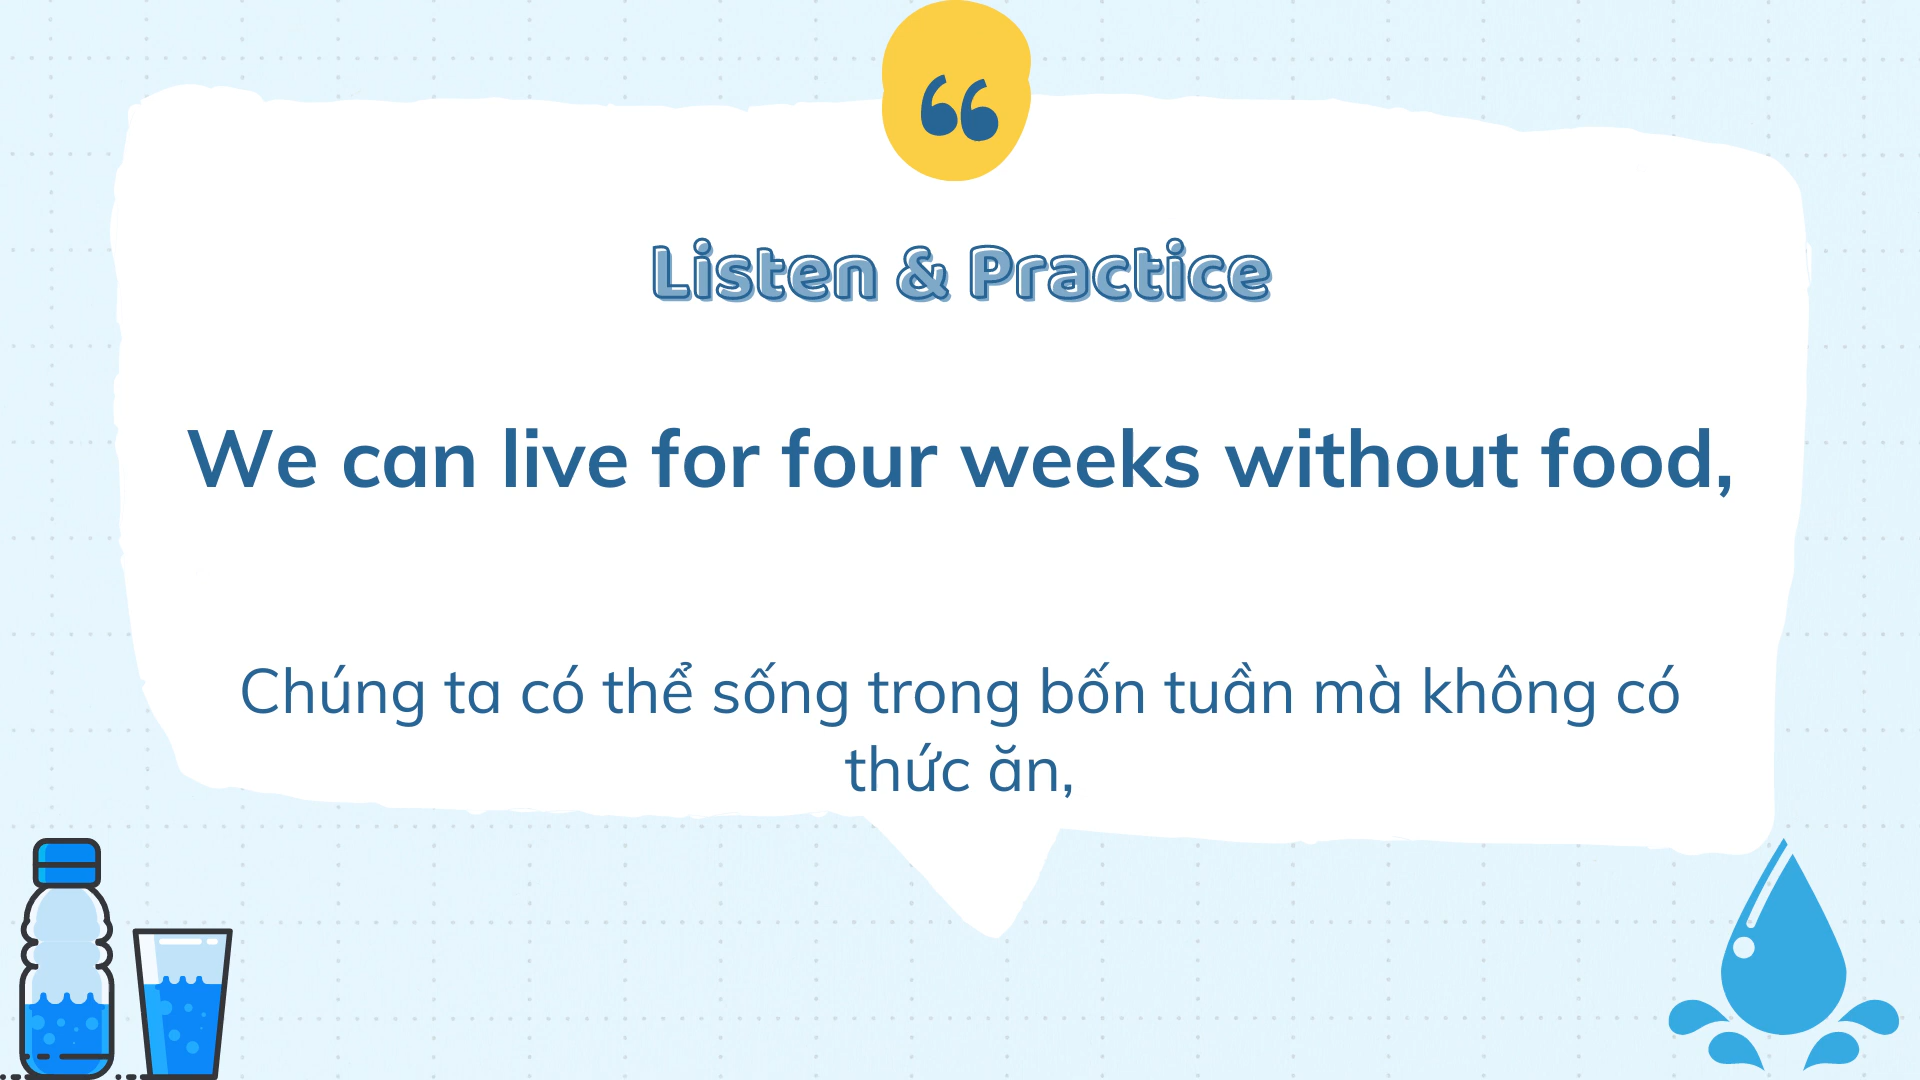 “
Listen & Practice
We can live for four weeks without food,
Chúng ta có thể sống trong bốn tuần mà không có
thức ăn,